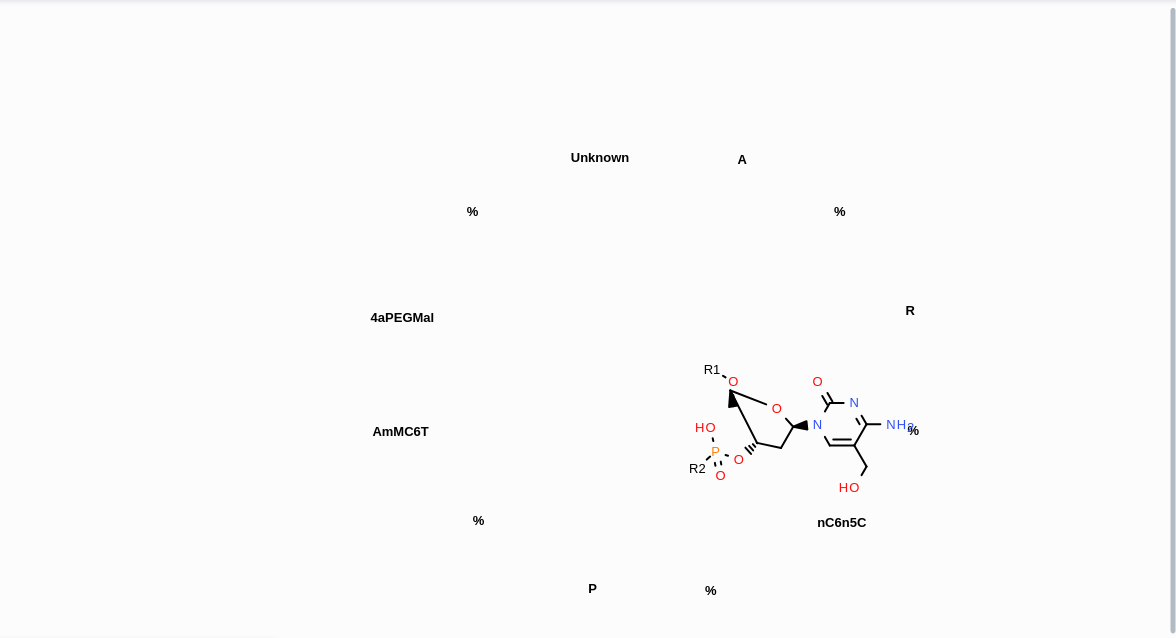 Unknown
A
%
%
R
4aPEGMal
R1
O
O
O
N
HO
N
NH2
%
AmMC6T
P
O
R2
O
HO
%
nC6n5C
P
%